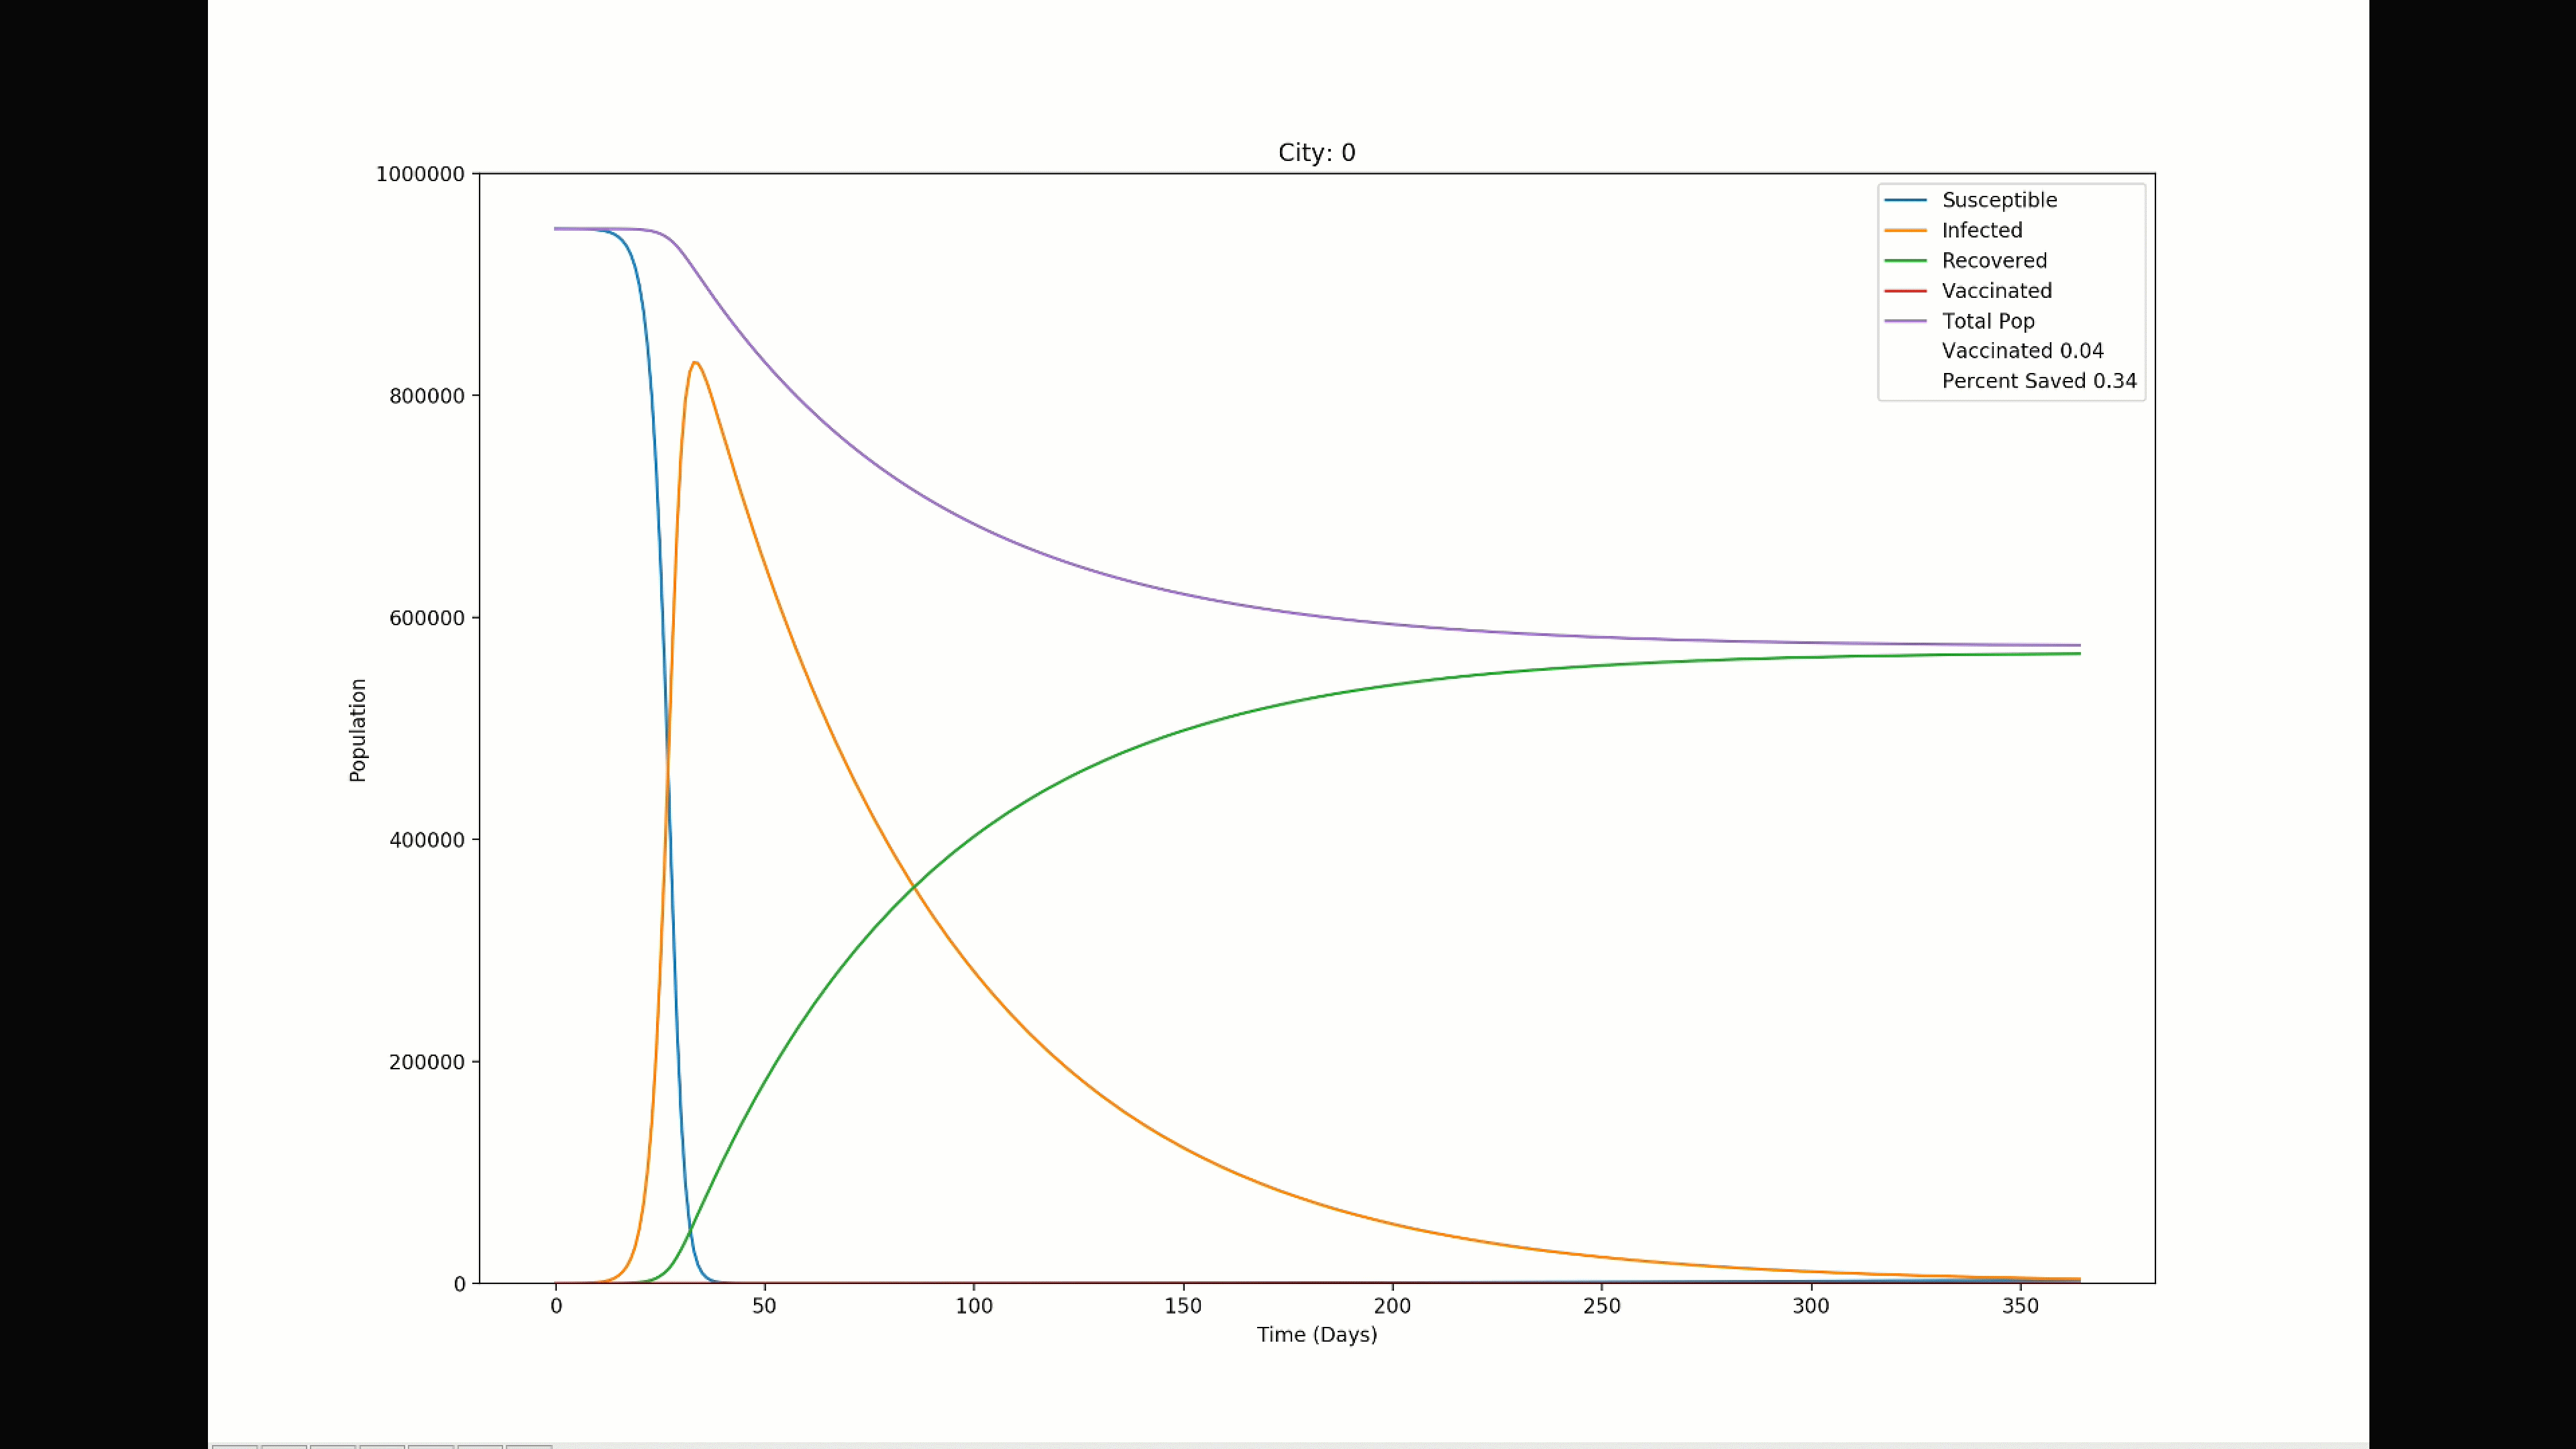 City: 0
1000000
800000
600000
400000
200000
0
Population
Susceptible
Infected
Recovered
Vaccinated
Total Pop
Vaccinated 0.04
Percent Saved 0.34
0 50 100 150 200 250 300 350
Time (Days)